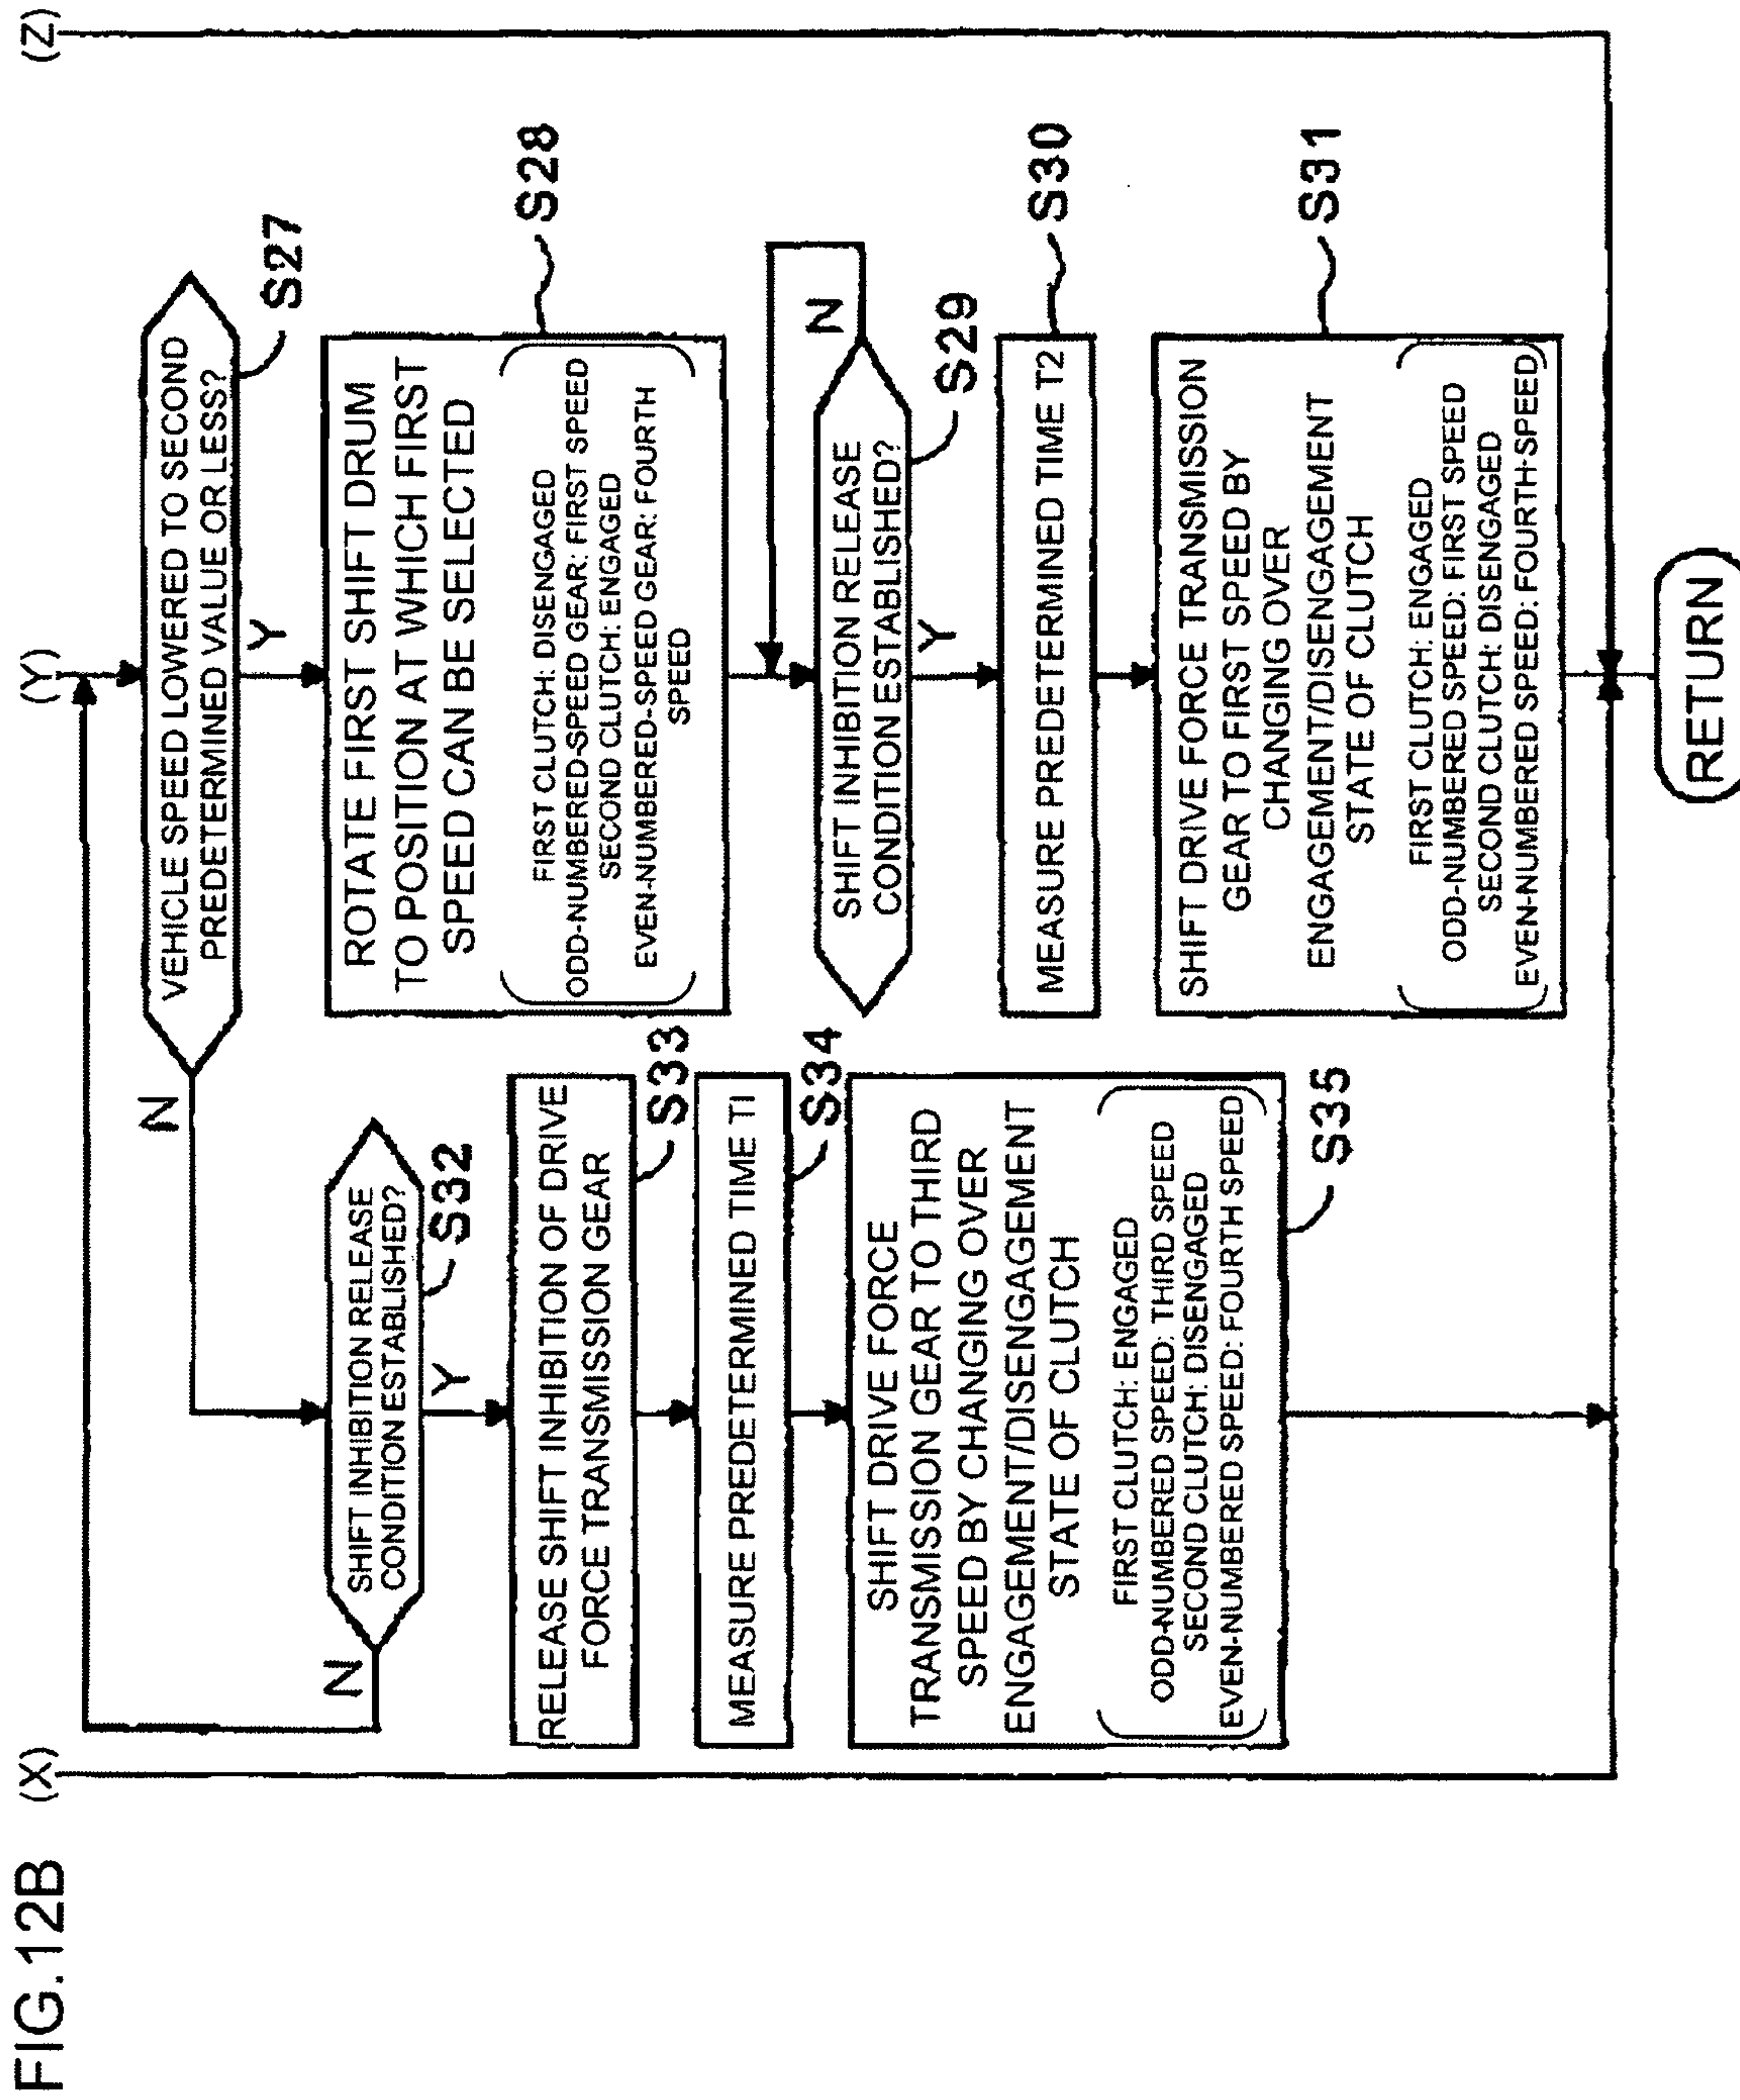 FIG.12B
(X)
(Y)
(Z)
VEHICLE SPEED LOWERED TO SECOND
PREDETERMINED VALUE OR LESS?
S27
N
Y
SHIFT INHIBITION RELEASE
CONDITION ESTABLISHED?
S32
N
Y
RELEASE SHIFT INHIBITION OF DRIVE
FORCE TRANSMISSION GEAR
S33
MEASURE PREDETERMINED TIME T1
S34
SHIFT DRIVE FORCE
TRANSMISSION GEAR TO THIRD
SPEED BY CHANGING OVER
ENGAGEMENT/DISENGAGEMENT
STATE OF CLUTCH
FIRST CLUTCH: ENGAGED
ODD-NUMBERED SPEED: THIRD SPEED
SECOND CLUTCH: DISENGAGED
EVEN-NUMBERED SPEED: FOURTH SPEED
S35
ROTATE FIRST SHIFT DRUM
TO POSITION AT WHICH FIRST
SPEED CAN BE SELECTED
FIRST CLUTCH: DISENGAGED
ODD-NUMBERED-SPEED GEAR: FIRST SPEED
SECOND CLUTCH: ENGAGED
EVEN-NUMBERED-SPEED GEAR: FOURTH
SPEED
S28
SHIFT INHIBITION RELEASE
CONDITION ESTABLISHED?
S29
N
Y
MEASURE PREDETERMINED TIME T2
S30
SHIFT DRIVE FORCE TRANSMISSION
GEAR TO FIRST SPEED BY
CHANGING OVER
ENGAGEMENT/DISENGAGEMENT
STATE OF CLUTCH
FIRST CLUTCH: ENGAGED
ODD-NUMBERED SPEED: FIRST SPEED
SECOND CLUTCH: DISENGAGED
EVEN-NUMBERED SPEED: FOURTH-SPEED
S31
RETURN